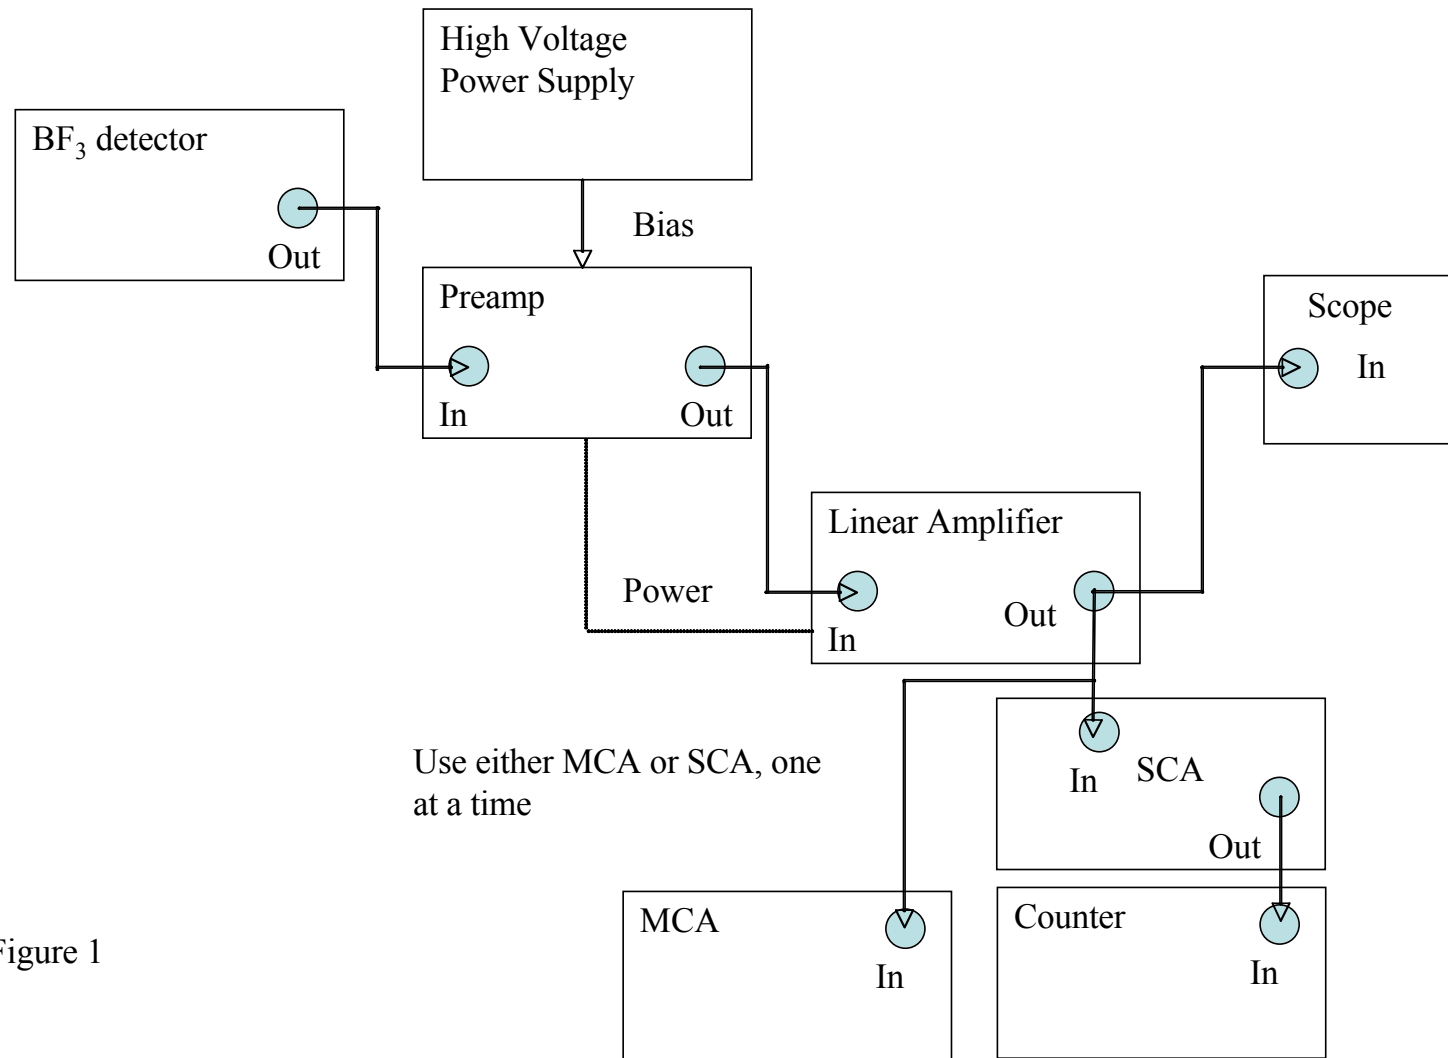 High Voltage
Power Supply
BF₃ detector
Out
Bias
Preamp
In
Out
Scope
In
Linear Amplifier
In
Out
Power
Use either MCA or SCA, one
at a time
In
SCA
Out
MCA
In
Counter
In
Figure 1